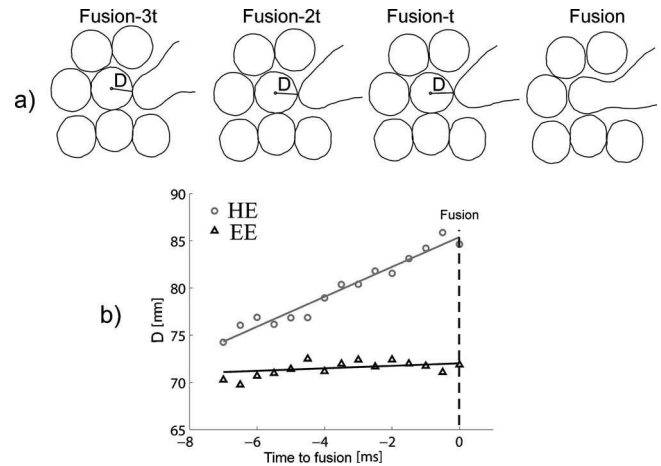 Fusion-3t Fusion-2t Fusion-t Fusion
a)
D D D
90
HE
EE
Fusion
85
80
b)
D [nm]
75
70
65
−8 −6 −4 −2 0
Time to fusion [ms]